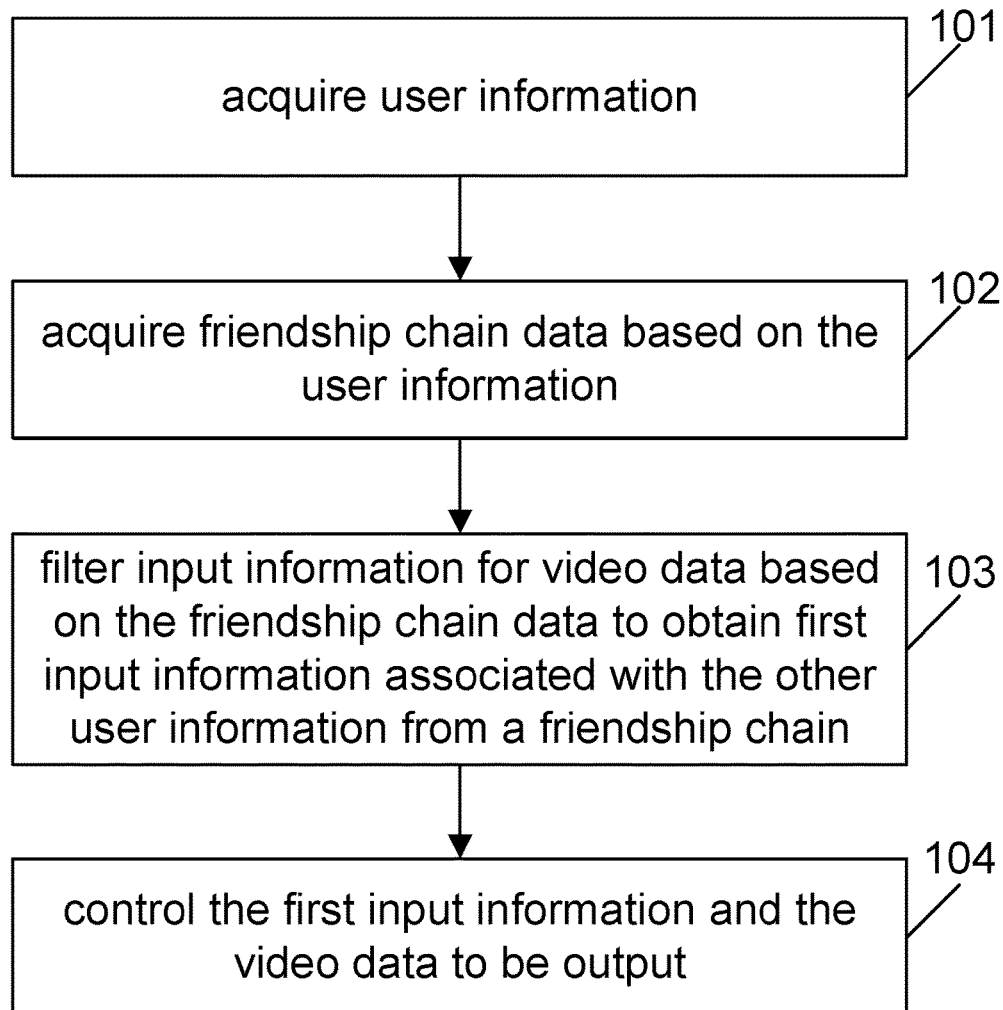 101
acquire user information
102
acquire friendship chain data based on the
user information
103
filter input information for video data based
on the friendship chain data to obtain first
input information associated with the other
user information from a friendship chain
104
control the first input information and the
video data to be output